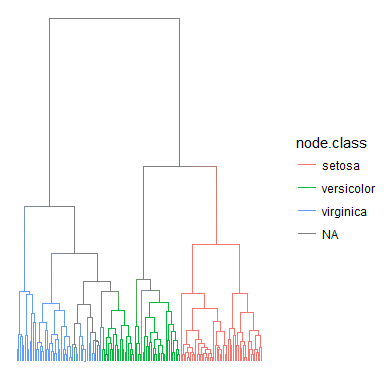 node.class
setosa
versicolor
virginica
NA